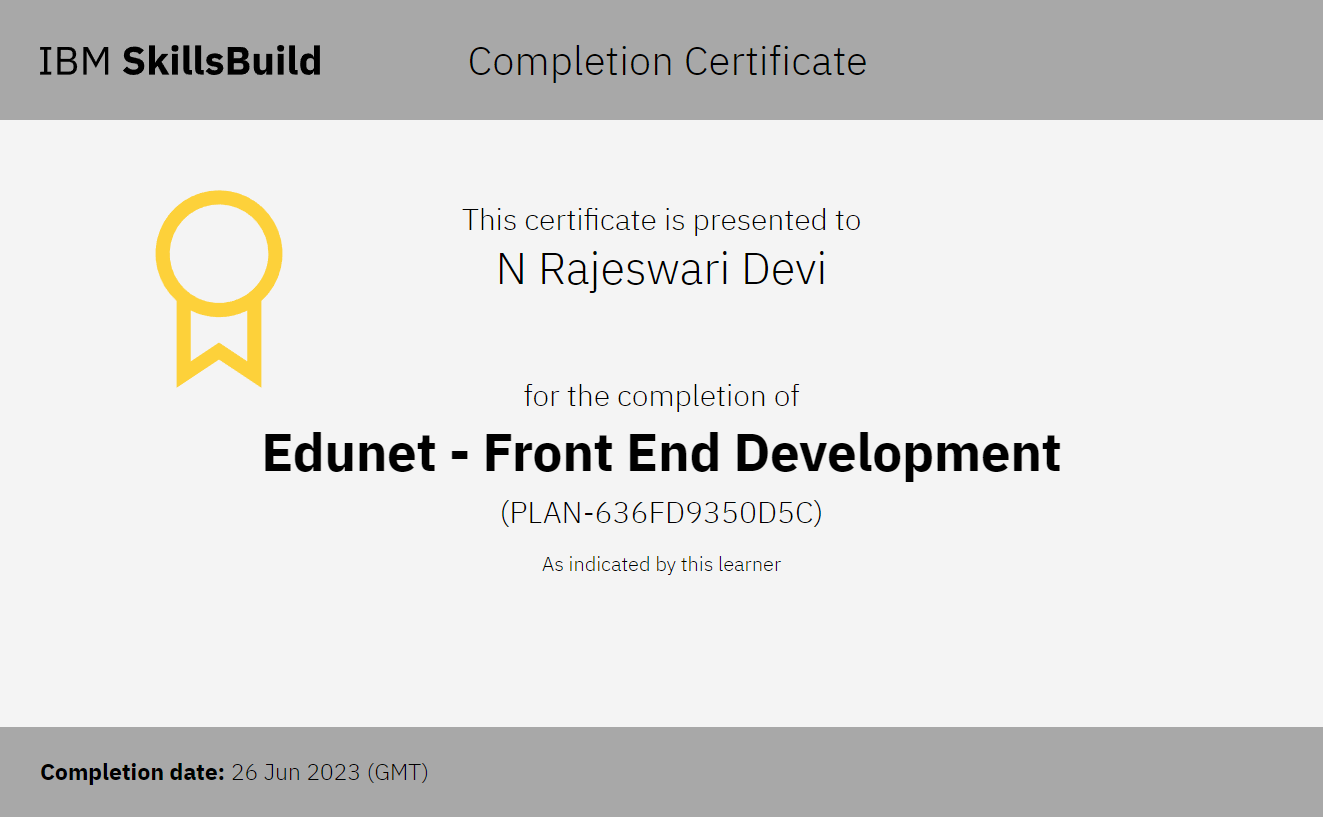 IBM SkillsBuild
Completion Certificate
This certificate is presented to
N Rajeswari Devi
for the completion of
Edunet - Front End Development
(PLAN-636FD9350D5C)
As indicated by this learner
Completion date: 26 Jun 2023 (GMT)